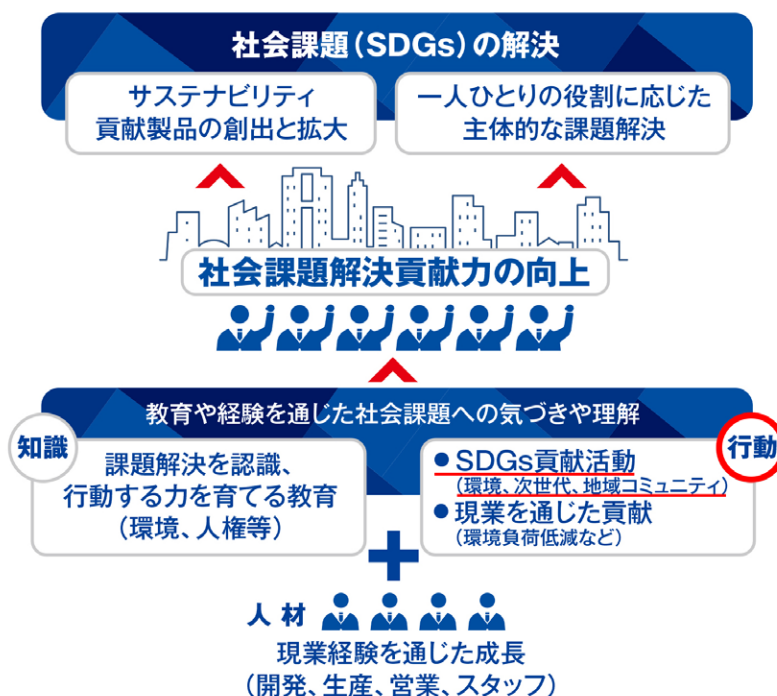 社会課題（SDGs）の解決
サステナビリティ
貢献製品の創出と拡大
一人ひとりの役割に応じた
主体的な課題解決
社会課題解決貢献力の向上
教育や経験を通じた社会課題への気づきや理解
知識
課題解決を認識、
行動する力を育てる教育
（環境、人権等）
行動
●SDGs貢献活動
（環境、次世代、地域コミュニティ）
●現業を通じた貢献
（環境負荷低減など）
人材
現業経験を通じた成長
（開発、生産、営業、スタッフ）